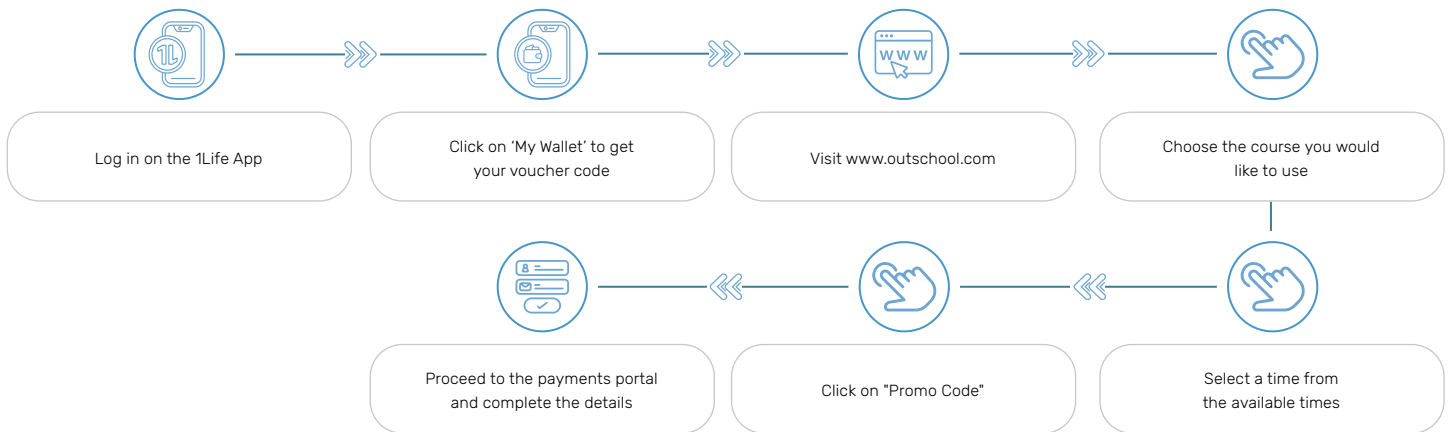 1L
WWW
Log in on the 1Life App
Click on ‘My Wallet’ to get
your voucher code
Visit www.outschool.com
Choose the course you would
like to use
Select a time from
the available times
Click on "Promo Code"
Proceed to the payments portal
and complete the details